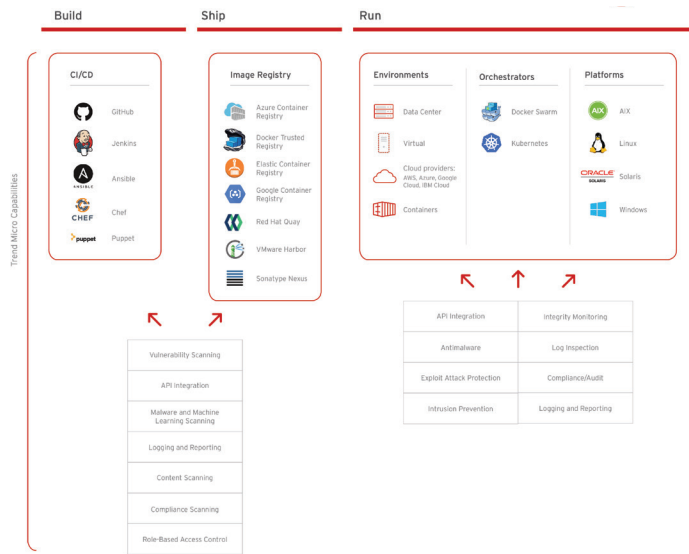 Build
Ship
Run
Trend Micro Capabilities
CI/CD
GitHub
Jenkins
ANSIBLE
Ansible
CHEF
Chef
puppet
Puppet
Image Registry
Azure Container
Registry
Docker Trusted
Registry
Elastic Container
Registry
Google Container
Registry
Red Hat Quay
VMware Harbor
Sonatype Nexus
Environments
Data Center
Virtual
Cloud providers:
AWS, Azure, Google
Cloud, IBM Cloud
Containers
Orchestrators
Docker Swarm
Kubernetes
Platforms
AIX
AIX
Linux
ORACLE
SOLARIS
Solaris
Windows
Vulnerability Scanning
API Integration
Malware and Machine
Learning Scanning
Logging and Reporting
Content Scanning
Compliance Scanning
Role-Based Access Control
API Integration
Integrity Monitoring
Antimalware
Log Inspection
Exploit Attack Protection
Compliance/Audit
Intrusion Prevention
Logging and Reporting